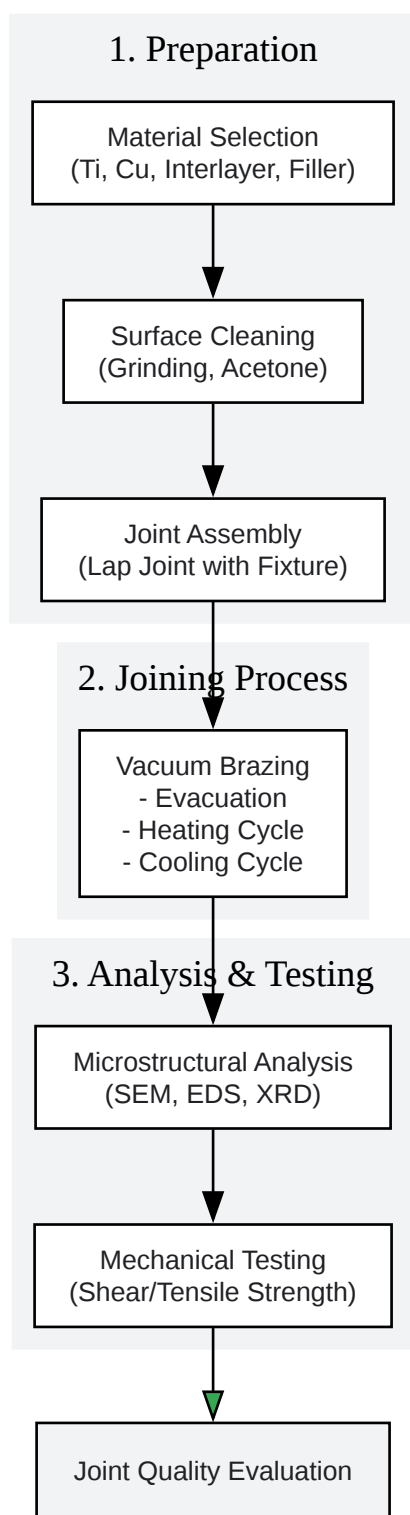 1. Preparation
Material Selection
(Ti, Cu, Interlayer, Filler)
Surface Cleaning
(Grinding, Acetone)
Joint Assembly
(Lap Joint with Fixture)
2. Joining Process
Vacuum Brazing
- Evacuation
- Heating Cycle
- Cooling Cycle
3. Analysis & Testing
Microstructural Analysis
(SEM, EDS, XRD)
Mechanical Testing
(Shear/Tensile Strength)
Joint Quality Evaluation